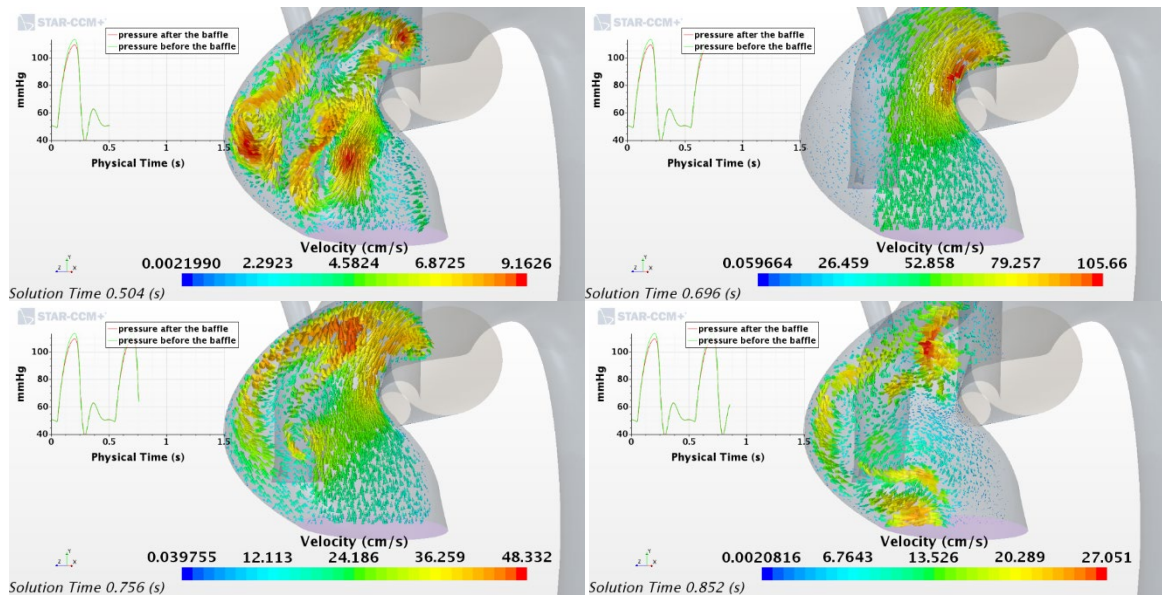 STAR-CCM+
pressure after the baffle
pressure before the baffle
100
80
60
40
mmHg
0 0.5 1 1.5
Physical Time (s)
Velocity (cm/s)
0.0021990 2.2923 4.5824 6.8725 9.1626
Solution Time 0.504 (s)
STAR-CCM+
pressure after the baffle
pressure before the baffle
100
80
60
40
mmHg
0 0.5 1 1.5
Physical Time (s)
Velocity (cm/s)
0.059664 26.459 52.858 79.257 105.66
Solution Time 0.696 (s)
STAR-CCM+
pressure after the baffle
pressure before the baffle
100
80
60
40
mmHg
0 0.5 1 1.5
Physical Time (s)
Velocity (cm/s)
0.039755 12.113 24.186 36.259 48.332
Solution Time 0.756 (s)
STAR-CCM+
pressure after the baffle
pressure before the baffle
100
80
60
40
mmHg
0 0.5 1 1.5
Physical Time (s)
Velocity (cm/s)
0.0020816 6.7643 13.526 20.289 27.051
Solution Time 0.852 (s)